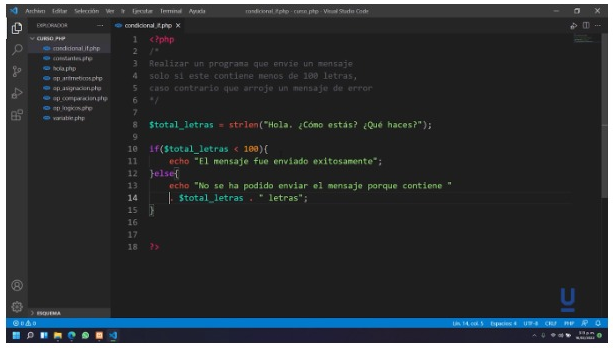 Archivo Editar Selección Ver Ir Ejecutar Terminal Ayuda
condicional_if.php - curso_php - Visual Studio Code
EXPLORADOR
condicional_if.php
CURSO_PHP
condicional_if.php
constantes.php
hola.php
op_aritmeticos.php
op_asignacion.php
op_comparacion.php
op_logicos.php
variable.php
ESQUEMA
1 <?php
2 /*
3 Realizar un programa que envie un mensaje
4 solo si este contiene menos de 100 letras,
5 caso contrario que arroje un mensaje de error
6 */
7
8 $total_letras = strlen("Hola. ¿Cómo estás? ¿Qué haces?");
9
10 if($total_letras < 100){
11 echo "El mensaje fue enviado exitosamente";
12 }else{
13 echo "No se ha podido enviar el mensaje porque contiene "
14 . $total_letras . " letras";
15 }
16
17
18 ?>
U
0 0
Lín. 14, col. 5 Espacios: 4 UTF-8 CRLF PHP